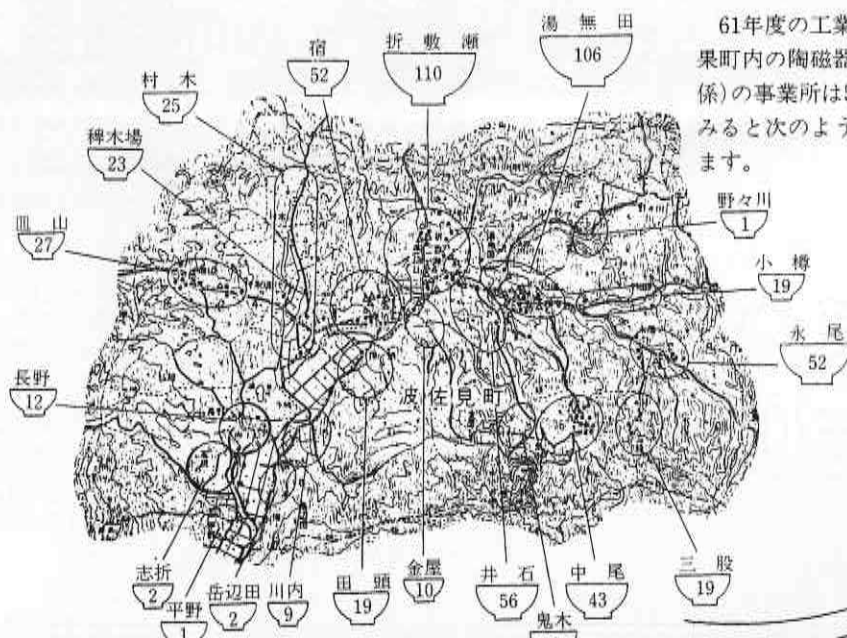 61年度の工業
果町内の陶磁器
係)の事業所は
みると次のよう
ます。
湯無田
106
折敷瀬
110
宿
52
村木
25
稗木場
23
皿山
27
長野
12
野々川
1
小樽
19
永尾
52
波佐見町
志折
2
平野
1
岳辺田
2
川内
9
田頭
19
金屋
10
井石
56
鬼木
中尾
43
三股
19